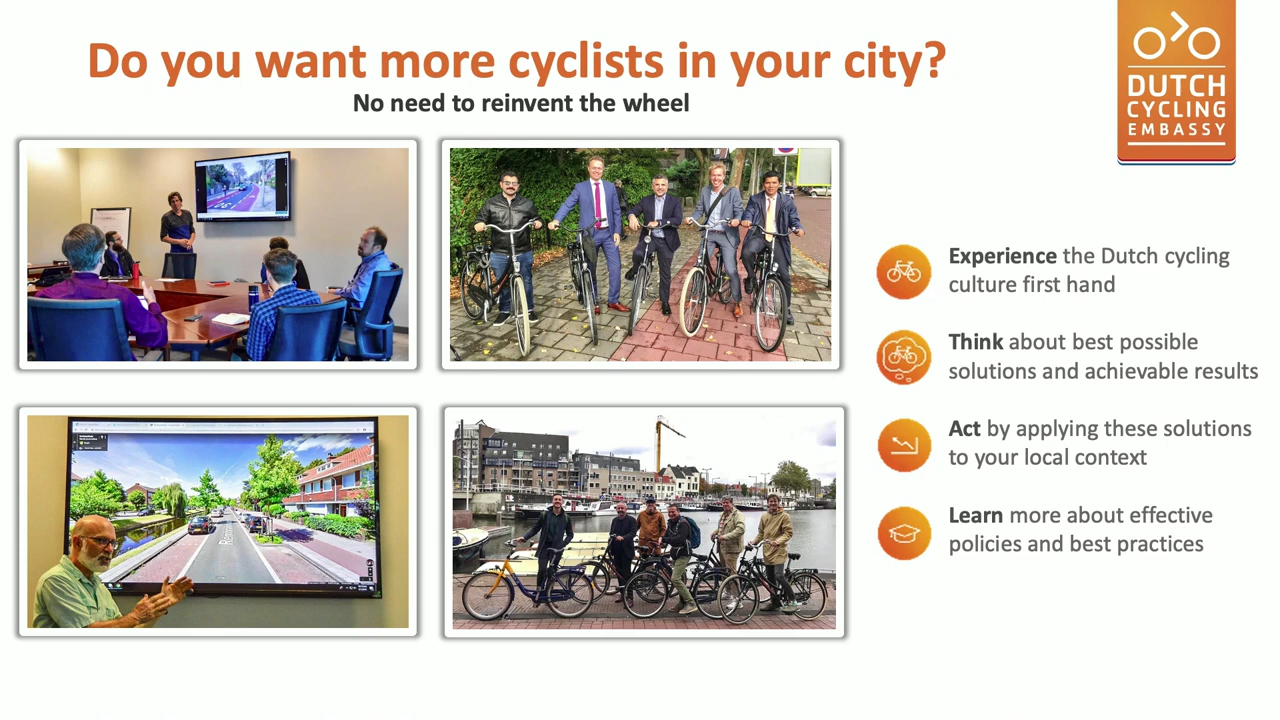 Do you want more cyclists in your city?
No need to reinvent the wheel
DUTCH
CYCLING
EMBASSY
Experience the Dutch cycling
culture first hand
Think about best possible
solutions and achievable results
Act by applying these solutions
to your local context
Learn more about effective
policies and best practices